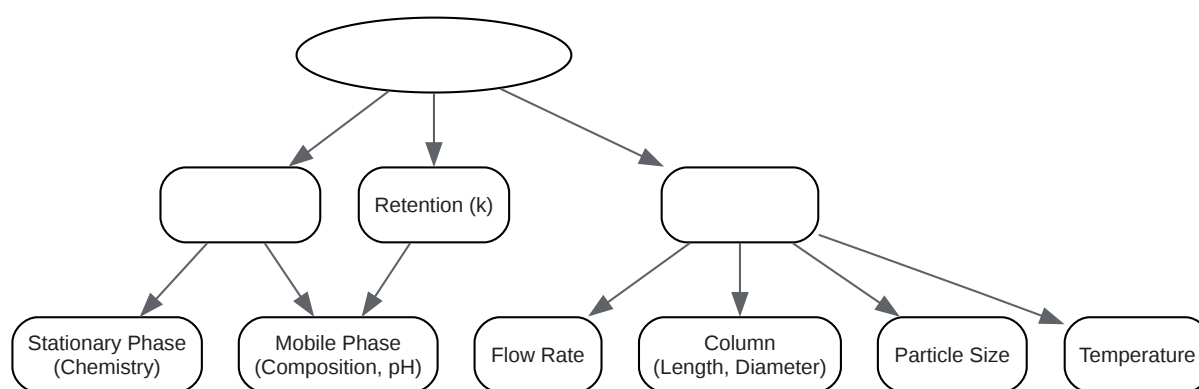 Retention (k)
Stationary Phase
(Chemistry)
Mobile Phase
(Composition, pH)
Flow Rate
Column
(Length, Diameter)
Particle Size
Temperature